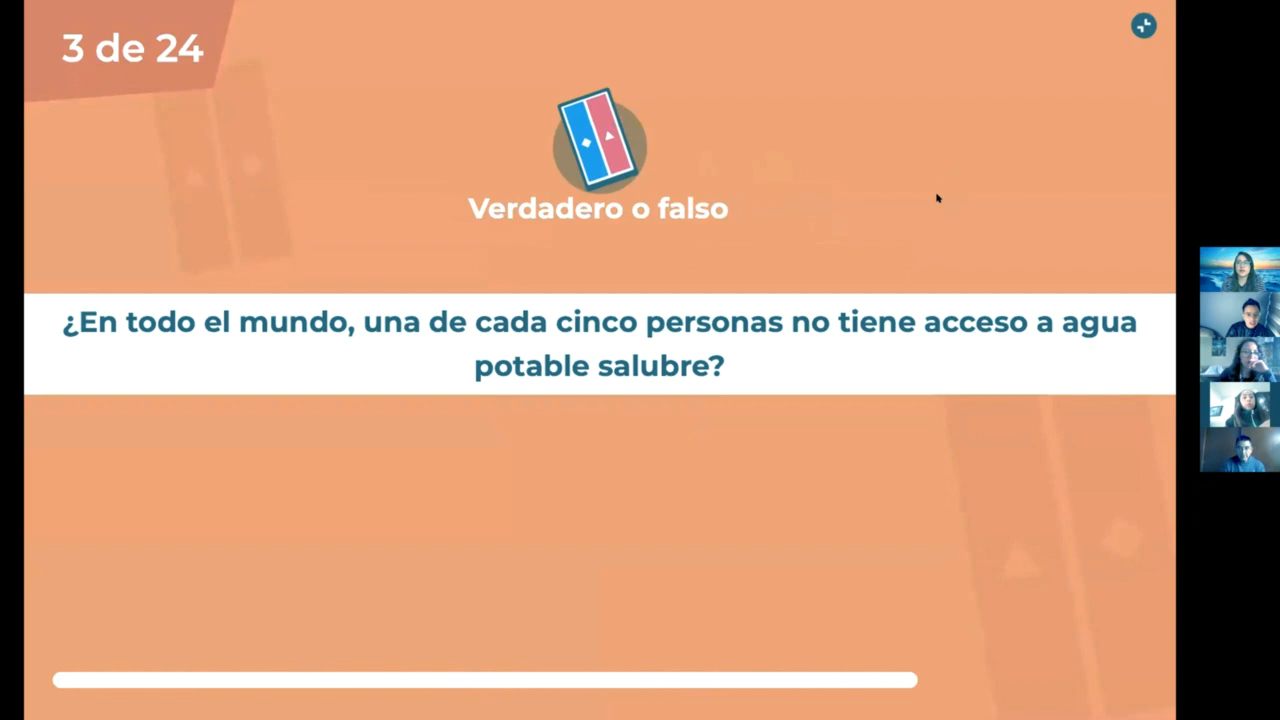 3 de 24
Verdadero o falso
¿En todo el mundo, una de cada cinco personas no tiene acceso a agua
potable salubre?